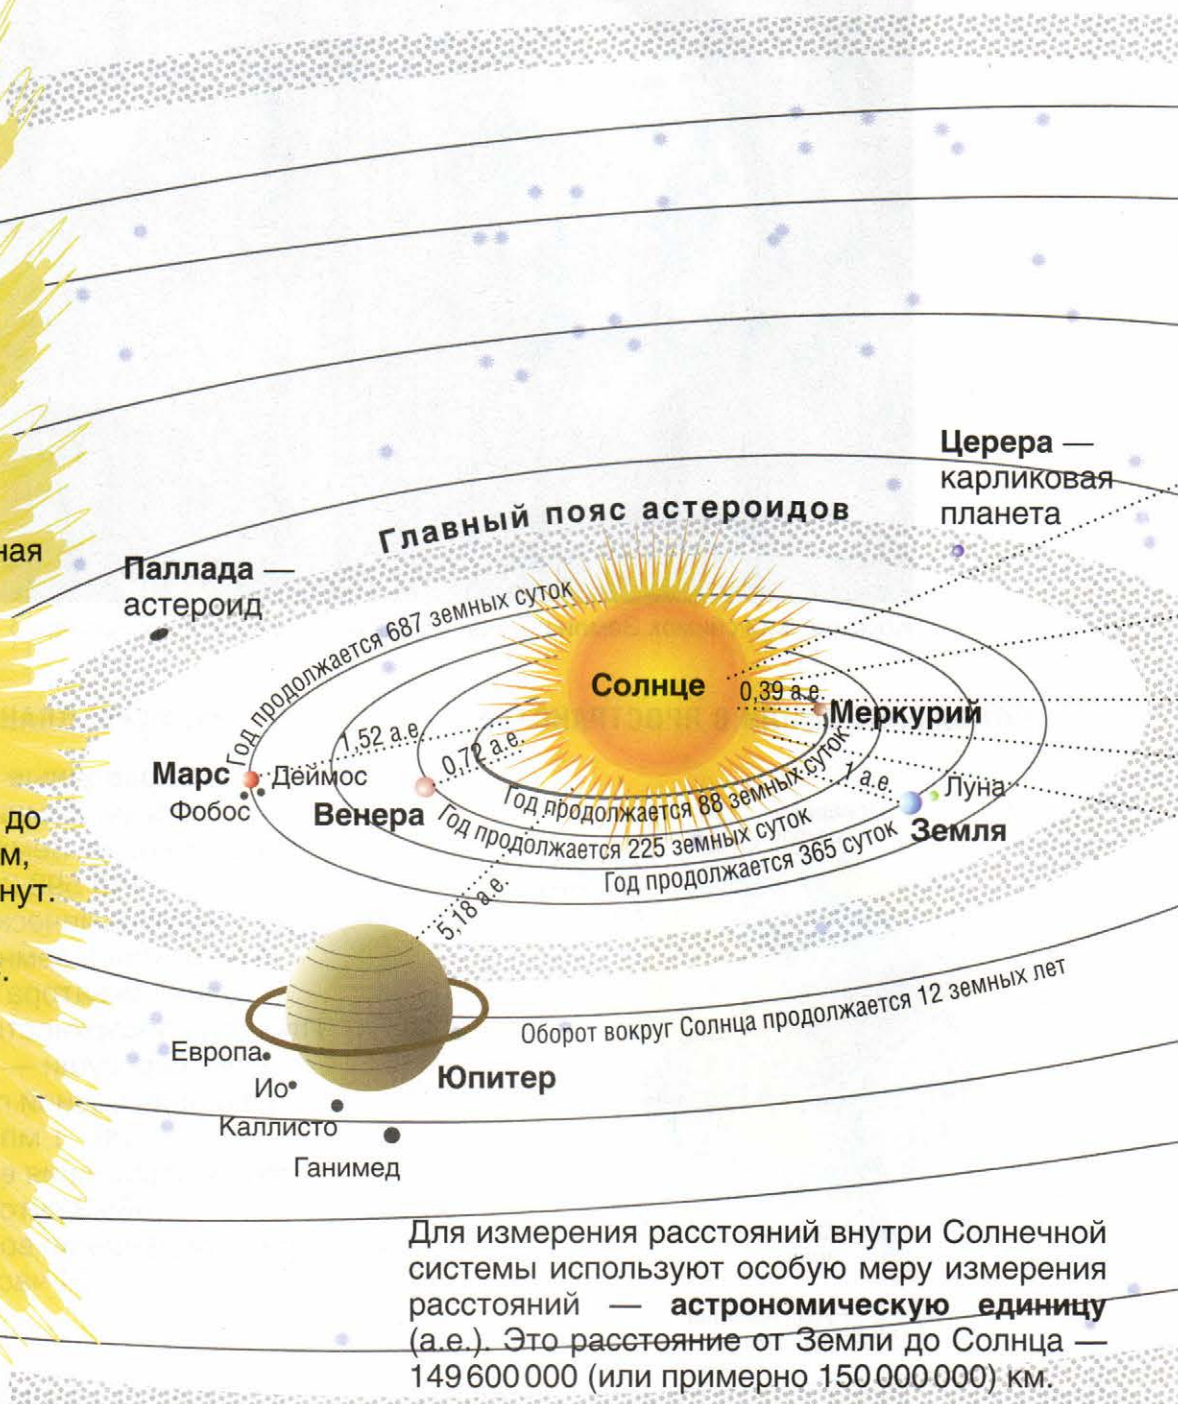 Церера —
карликовая
планета
Главный пояс астероидов
ная
Паллада —
астероид
Год продолжается 687 земных суток
Солнце
0,39 а.е.
Меркурий
1,52 а.е.
0,72 а.е.
Марс
Деймос
Фобос
Венера
1 а.е.
Луна
Земля
Год продолжается 88 земных суток
Год продолжается 225 земных суток
Год продолжается 365 суток
до
м,
нут.
5,18 а.е.
Оборот вокруг Солнца продолжается 12 земных лет
Европа
Ио
Юпитер
Каллисто
Ганимед
Для измерения расстояний внутри Солнечной
системы используют особую меру измерения
расстояний — астрономическую единицу
(а.е.). Это расстояние от Земли до Солнца —
149 600 000 (или примерно 150 000 000) км.